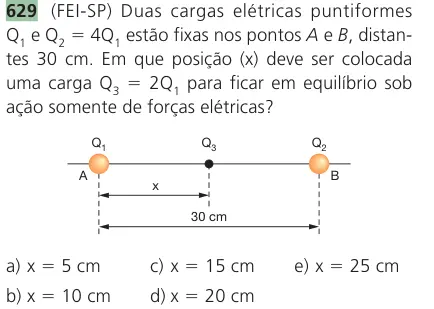 629 (FEI-SP) Duas cargas elétricas puntiformes
Q₁ e Q₂ = 4Q₁ estão fixas nos pontos A e B, distan-
tes 30 cm. Em que posição (x) deve ser colocada
uma carga Q₃ = 2Q₁ para ficar em equilíbrio sob
ação somente de forças elétricas?
Q₁ Q₃ Q₂
A B
x
30 cm
a) x = 5 cm c) x = 15 cm e) x = 25 cm
b) x = 10 cm d) x = 20 cm